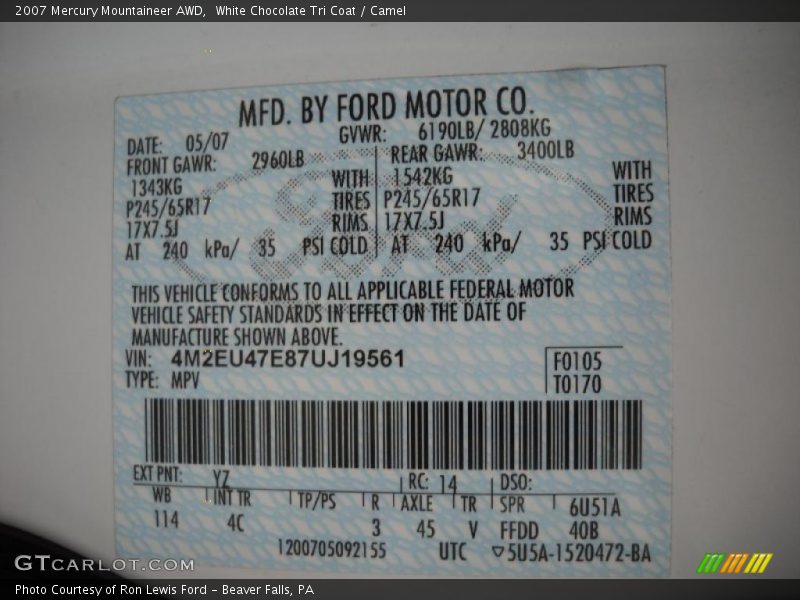 2007 Mercury Mountaineer AWD,  White Chocolate Tri Coat / Camel
MFD. BY FORD MOTOR CO.
DATE: 05/07 GVWR: 6190LB/ 2808KG
FRONT GAWR: 2960LB REAR GAWR: 3400LB
1343KG WITH 1542KG WITH
P245/65R17 TIRES P245/65R17 TIRES
17X7.5J RIMS 17X7.5J RIMS
AT 240 kPa/ 35 PSI COLD AT 240 kPa/ 35 PSI COLD
THIS VEHICLE CONFORMS TO ALL APPLICABLE FEDERAL MOTOR
VEHICLE SAFETY STANDARDS IN EFFECT ON THE DATE OF
MANUFACTURE SHOWN ABOVE.
VIN: 4M2EU47E87UJ19561 F0105
TYPE: MPV T0170
EXT PNT: YZ RC: 14 DSO:
WB INT TR TP/PS R AXLE TR SPR 6U51A
114 4C 3 45 V FFDD 40B
1200705092155 UTC ▽5U5A-1520472-BA
GTCARLOT.COM
Photo Courtesy of Ron Lewis Ford - Beaver Falls, PA